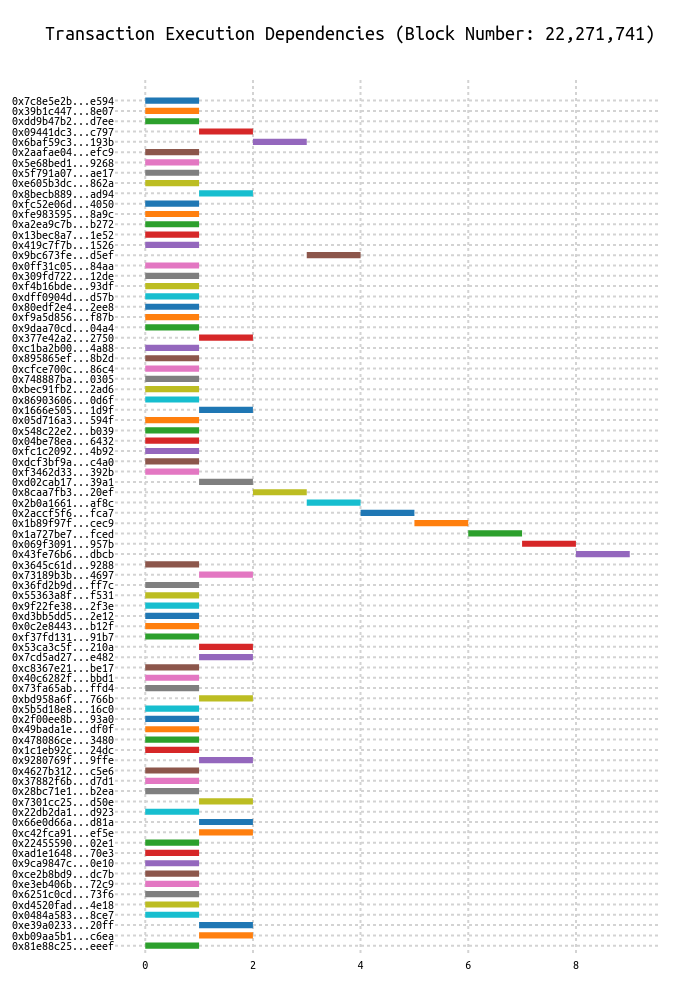 Transaction Execution Dependencies (Block Number: 22,271,741)
0x7c8e5e2b...e594
0x39b1c447...8e07
0xdd9b47b2...d7ee
0x09441dc3...c797
0x6baf59c3...193b
0x2aafae04...efc9
0x5e68bed1...9268
0x5f791a07...ae17
0xe605b3dc...862a
0x8becb889...ad94
0xfc52e06d...4050
0xfe983595...8a9c
0xa2ea9c7b...b272
0x13bec8a7...1e52
0x419c7f7b...1526
0x9bc673fe...d5ef
0x0ff31c05...84aa
0x309fd722...12de
0xf4b16bde...93df
0xdff0904d...d57b
0x80edf2e4...2ee8
0xf9a5d856...f87b
0x9daa70cd...04a4
0x377e42a2...2750
0xc1ba2b00...4a88
0x895865ef...8b2d
0xcfce700c...86c4
0x748887ba...0305
0xbec91fb2...2ad6
0x86903606...0d6f
0x1666e505...1d9f
0x05d716a3...594f
0x548c22e2...b039
0x04be78ea...6432
0xfc1c2092...4b92
0xdcf3bf9a...c4a0
0xf3462d33...392b
0xd02cab17...39a1
0x8caa7fb3...20ef
0x2b0a1661...af8c
0x2accf5f6...fca7
0x1b89f97f...cec9
0x1a727be7...fced
0x069f3091...957b
0x43fe76b6...dbcb
0x3645c61d...9288
0x73189b3b...4697
0x36fd2b9d...ff7c
0x55363a8f...f531
0x9f22fe38...2f3e
0xd3bb5dd5...2e12
0x0c2e8443...b12f
0xf37fd131...91b7
0x53ca3c5f...210a
0x7cd5ad27...e482
0xc8367e21...be17
0x40c6282f...bbd1
0x73fa65ab...ffd4
0xbd958a6f...766b
0x5b5d18e8...16c0
0x2f00ee8b...93a0
0x49bada1e...df0f
0x478086ce...3480
0x1c1eb92c...24dc
0x9280769f...9ffe
0x4627b312...c5e6
0x37882f6b...d7d1
0x28bc71e1...b2ea
0x7301cc25...d50e
0x22db2da1...d923
0x66e0d66a...d81a
0xc42fca91...ef5e
0x22455590...02e1
0xad1e1648...70e3
0x9ca9847c...0e10
0xce2b8bd9...dc7b
0xe3eb406b...72c9
0x6251c0cd...73f6
0xd4520fad...4e18
0x0484a583...8ce7
0xe39a0233...20ff
0xb09aa5b1...c6ea
0x81e88c25...eeef
0 2 4 6 8